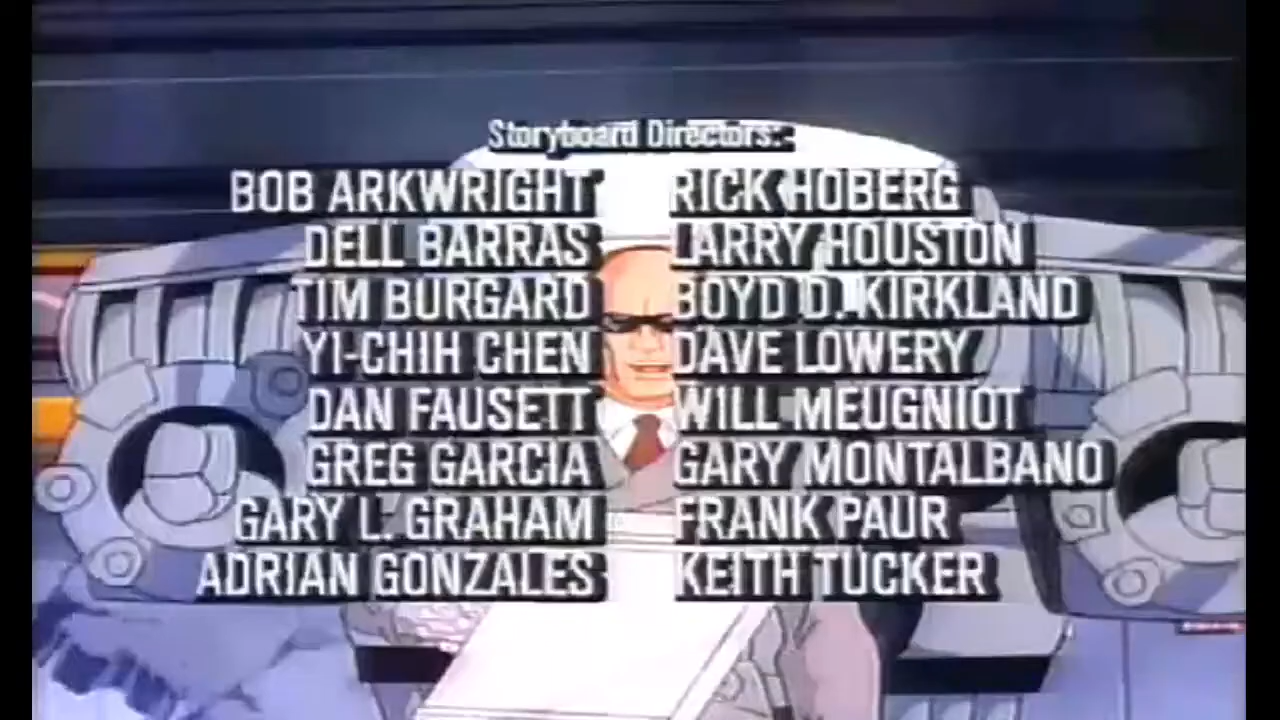 Storyboard Directors:
BOB ARKWRIGHT RICK HOBERG
DELL BARRAS LARRY HOUSTON
TIM BURGARD BOYD D. KIRKLAND
YI-CHIH CHEN DAVE LOWERY
DAN FAUSETT WILL MEUGNIOT
GREG GARCIA GARY MONTALBANO
GARY L. GRAHAM FRANK PAUR
ADRIAN GONZALES KEITH TUCKER